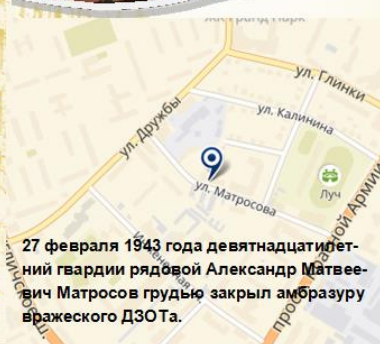 ул. Глинки
ул. Калинина
ул. Дружбы
Луч
ул. Матросова
27 февраля 1943 года девятнадцатилет-
ний гвардии рядовой Александр Матвее-
вич Матросов грудью закрыл амбразуру
вражеского ДЗОТа.